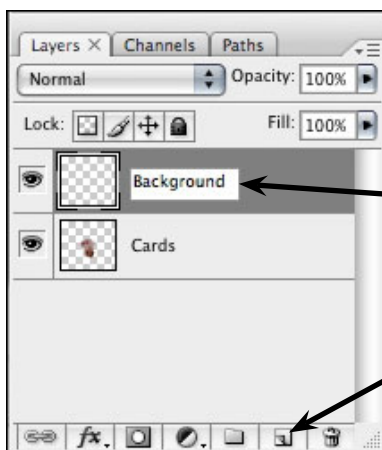 Layers × Channels Paths
Normal Opacity: 100%
Lock: Fill: 100%
Background
Cards
fx.